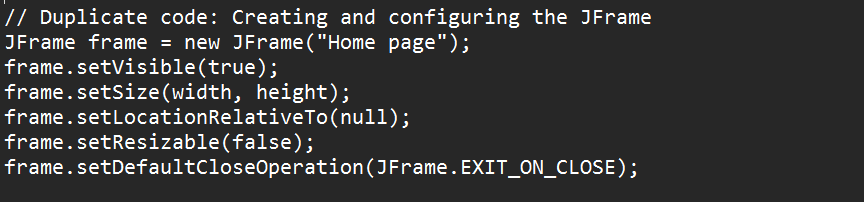 // Duplicate code: Creating and configuring the JFrame
JFrame frame = new JFrame("Home page");
frame.setVisible(true);
frame.setSize(width, height);
frame.setLocationRelativeTo(null);
frame.setResizable(false);
frame.setDefaultCloseOperation(JFrame.EXIT_ON_CLOSE);